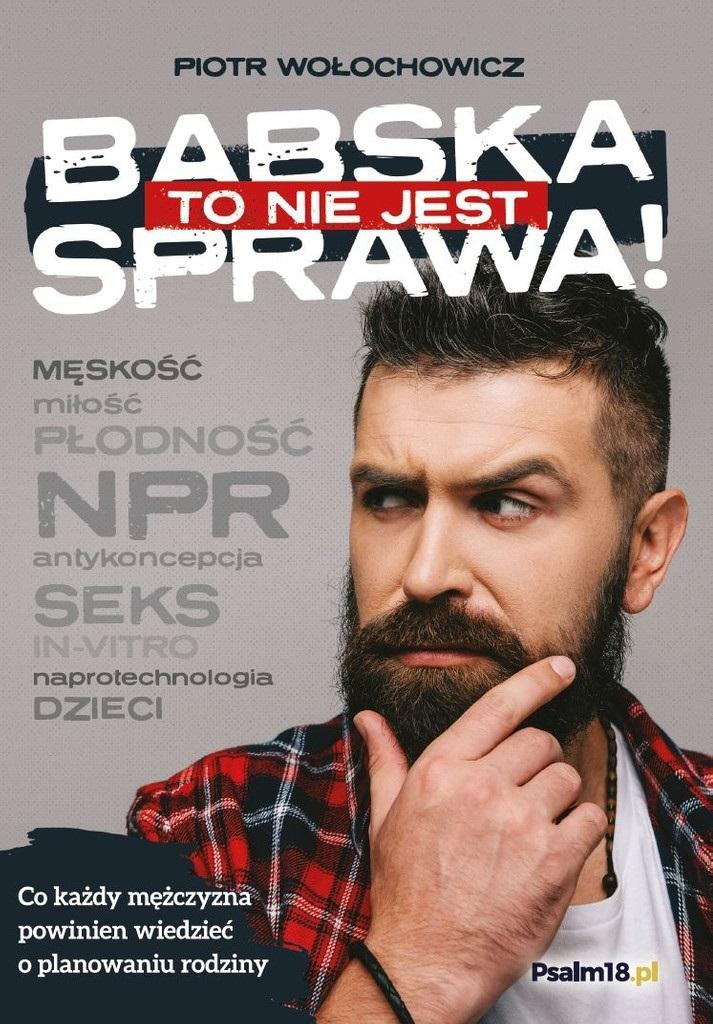 PIOTR WOŁOCHOWICZ
BABSKA
TO NIE JEST
SPRAWA!
MĘSKOŚĆ
miłość
PŁODNOŚĆ
NPR
antykoncepcja
SEKS
IN-VITRO
naprotechnologia
DZIECI
Co każdy mężczyzna
powinien wiedzieć
o planowaniu rodziny
Psalm18.pl